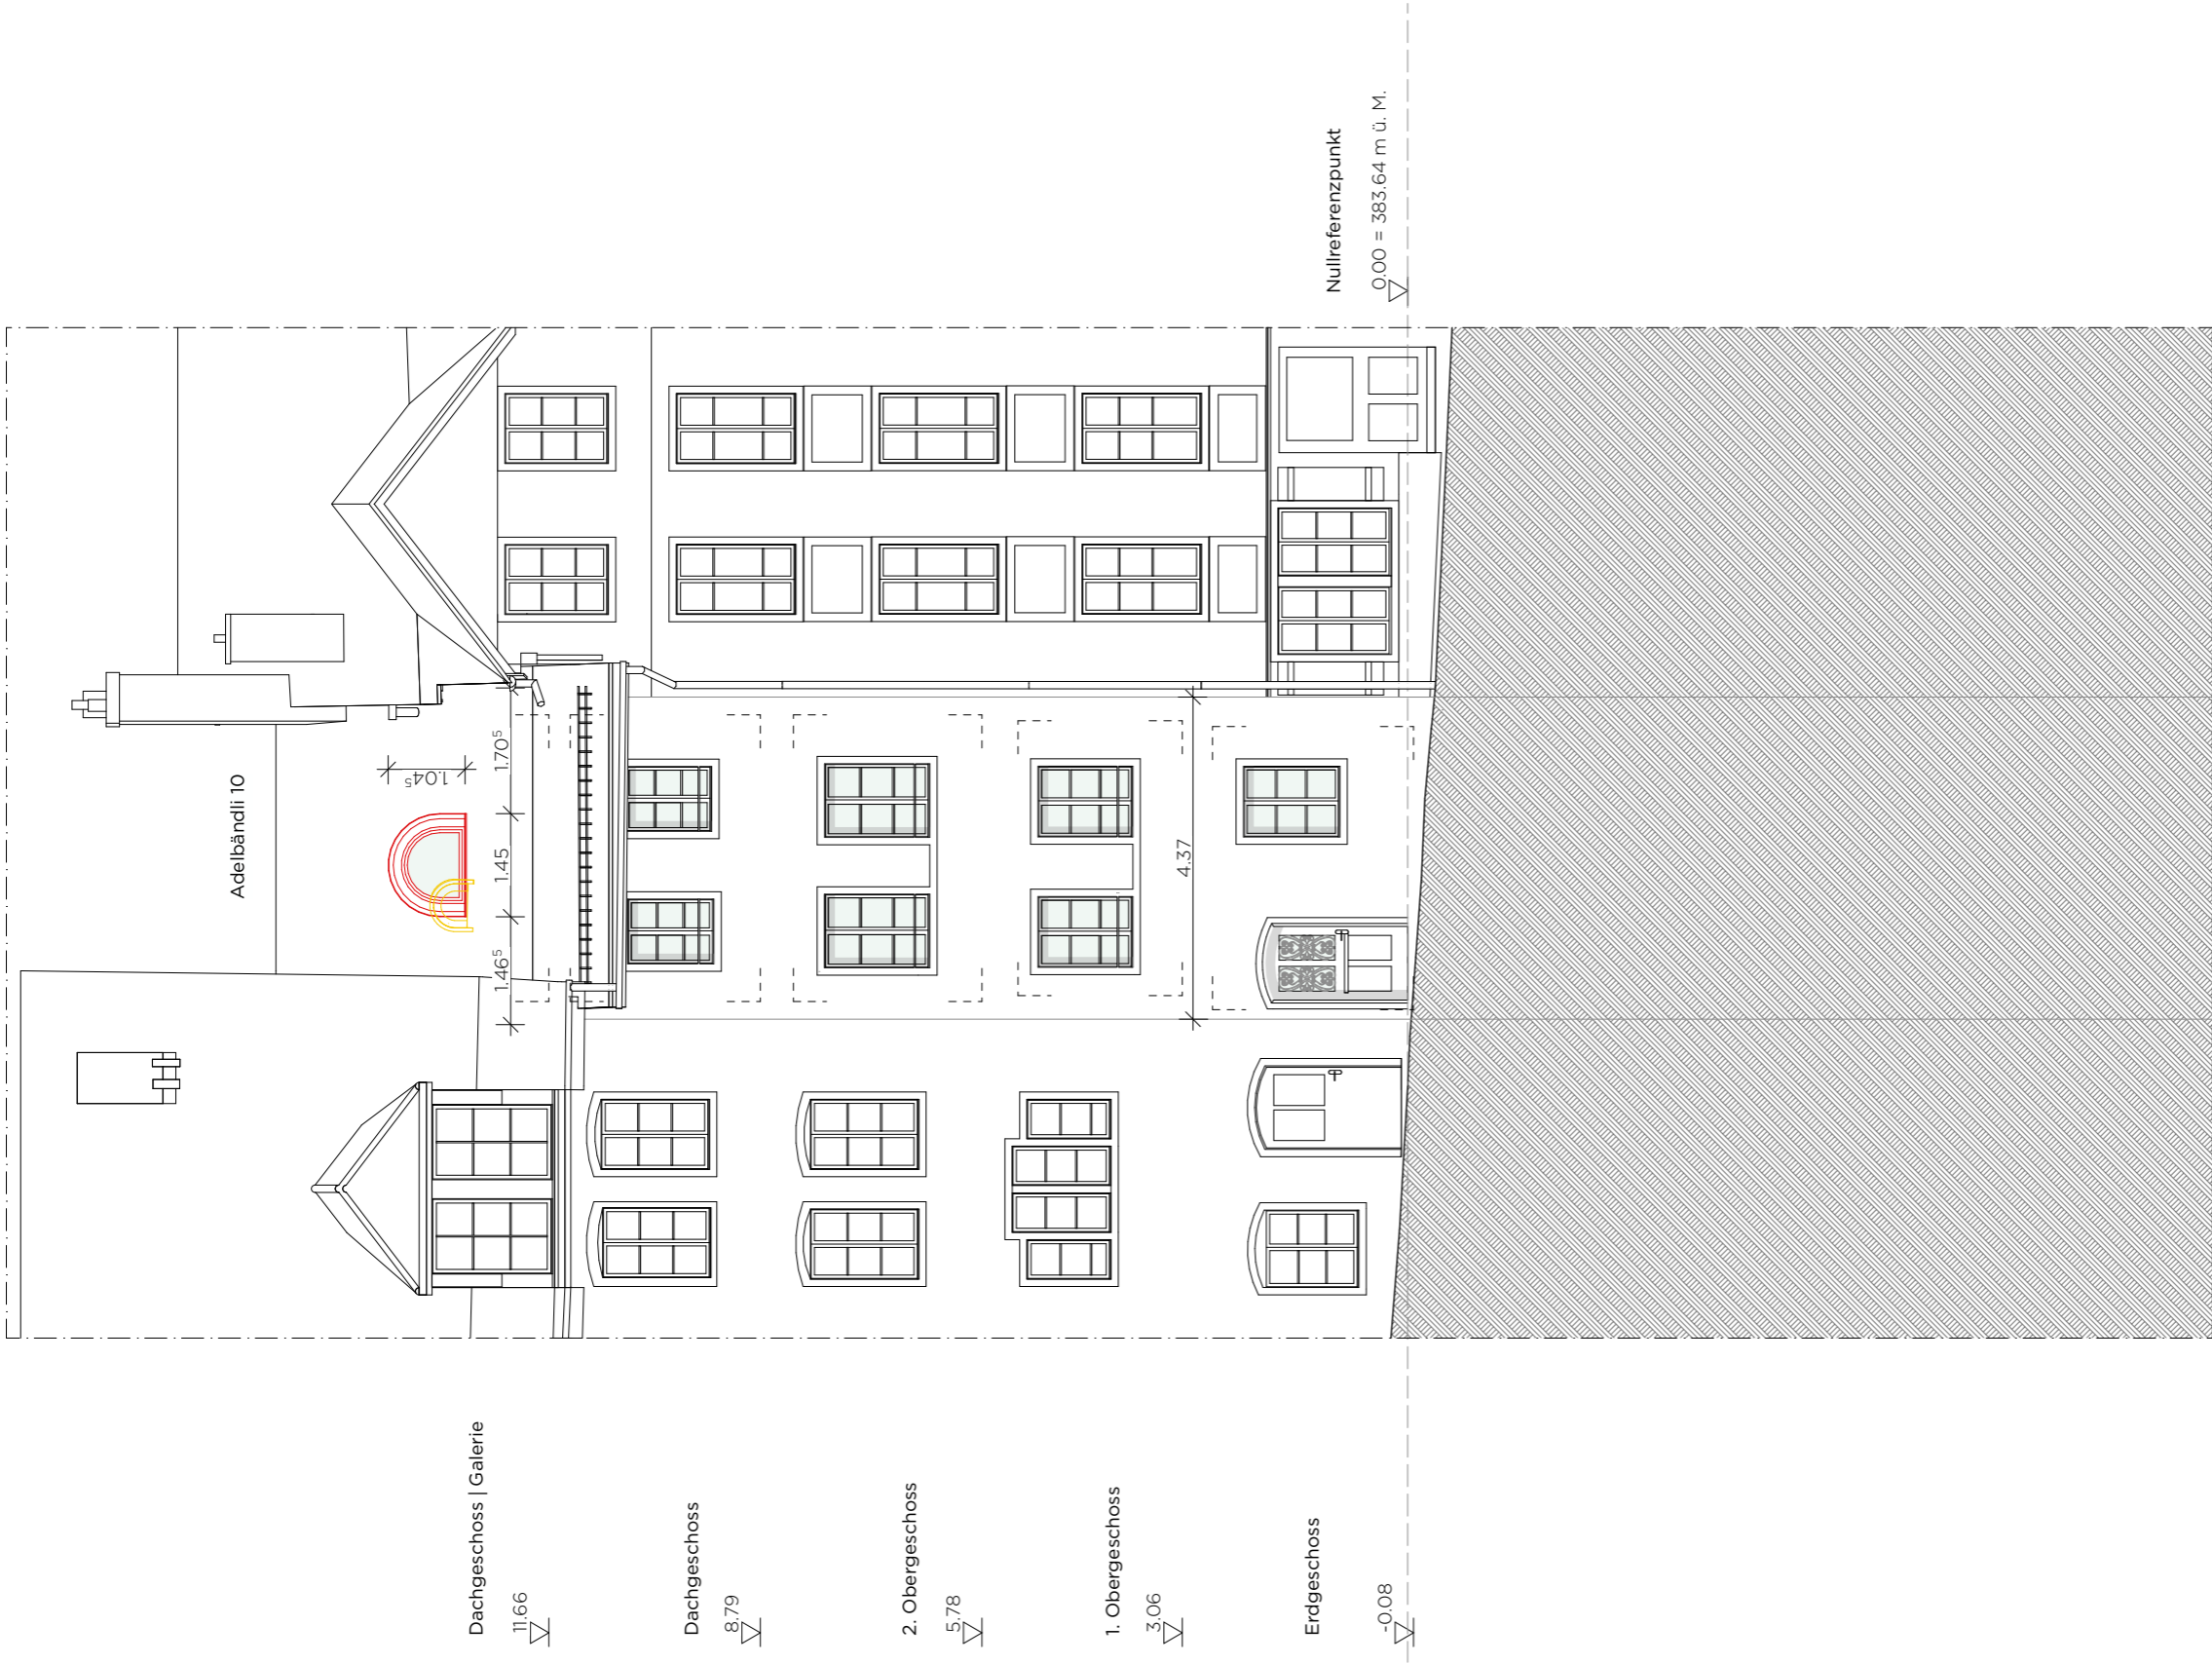 Adelbändli 10
1.04⁵
1.46⁵
1.45
1.70⁵
4.37
Dachgeschoss | Galerie
11.66
Dachgeschoss
8.79
2. Obergeschoss
5.78
1. Obergeschoss
3.06
Erdgeschoss
-0.08
Nullreferenzpunkt
0.00 = 383.64 m ü. M.